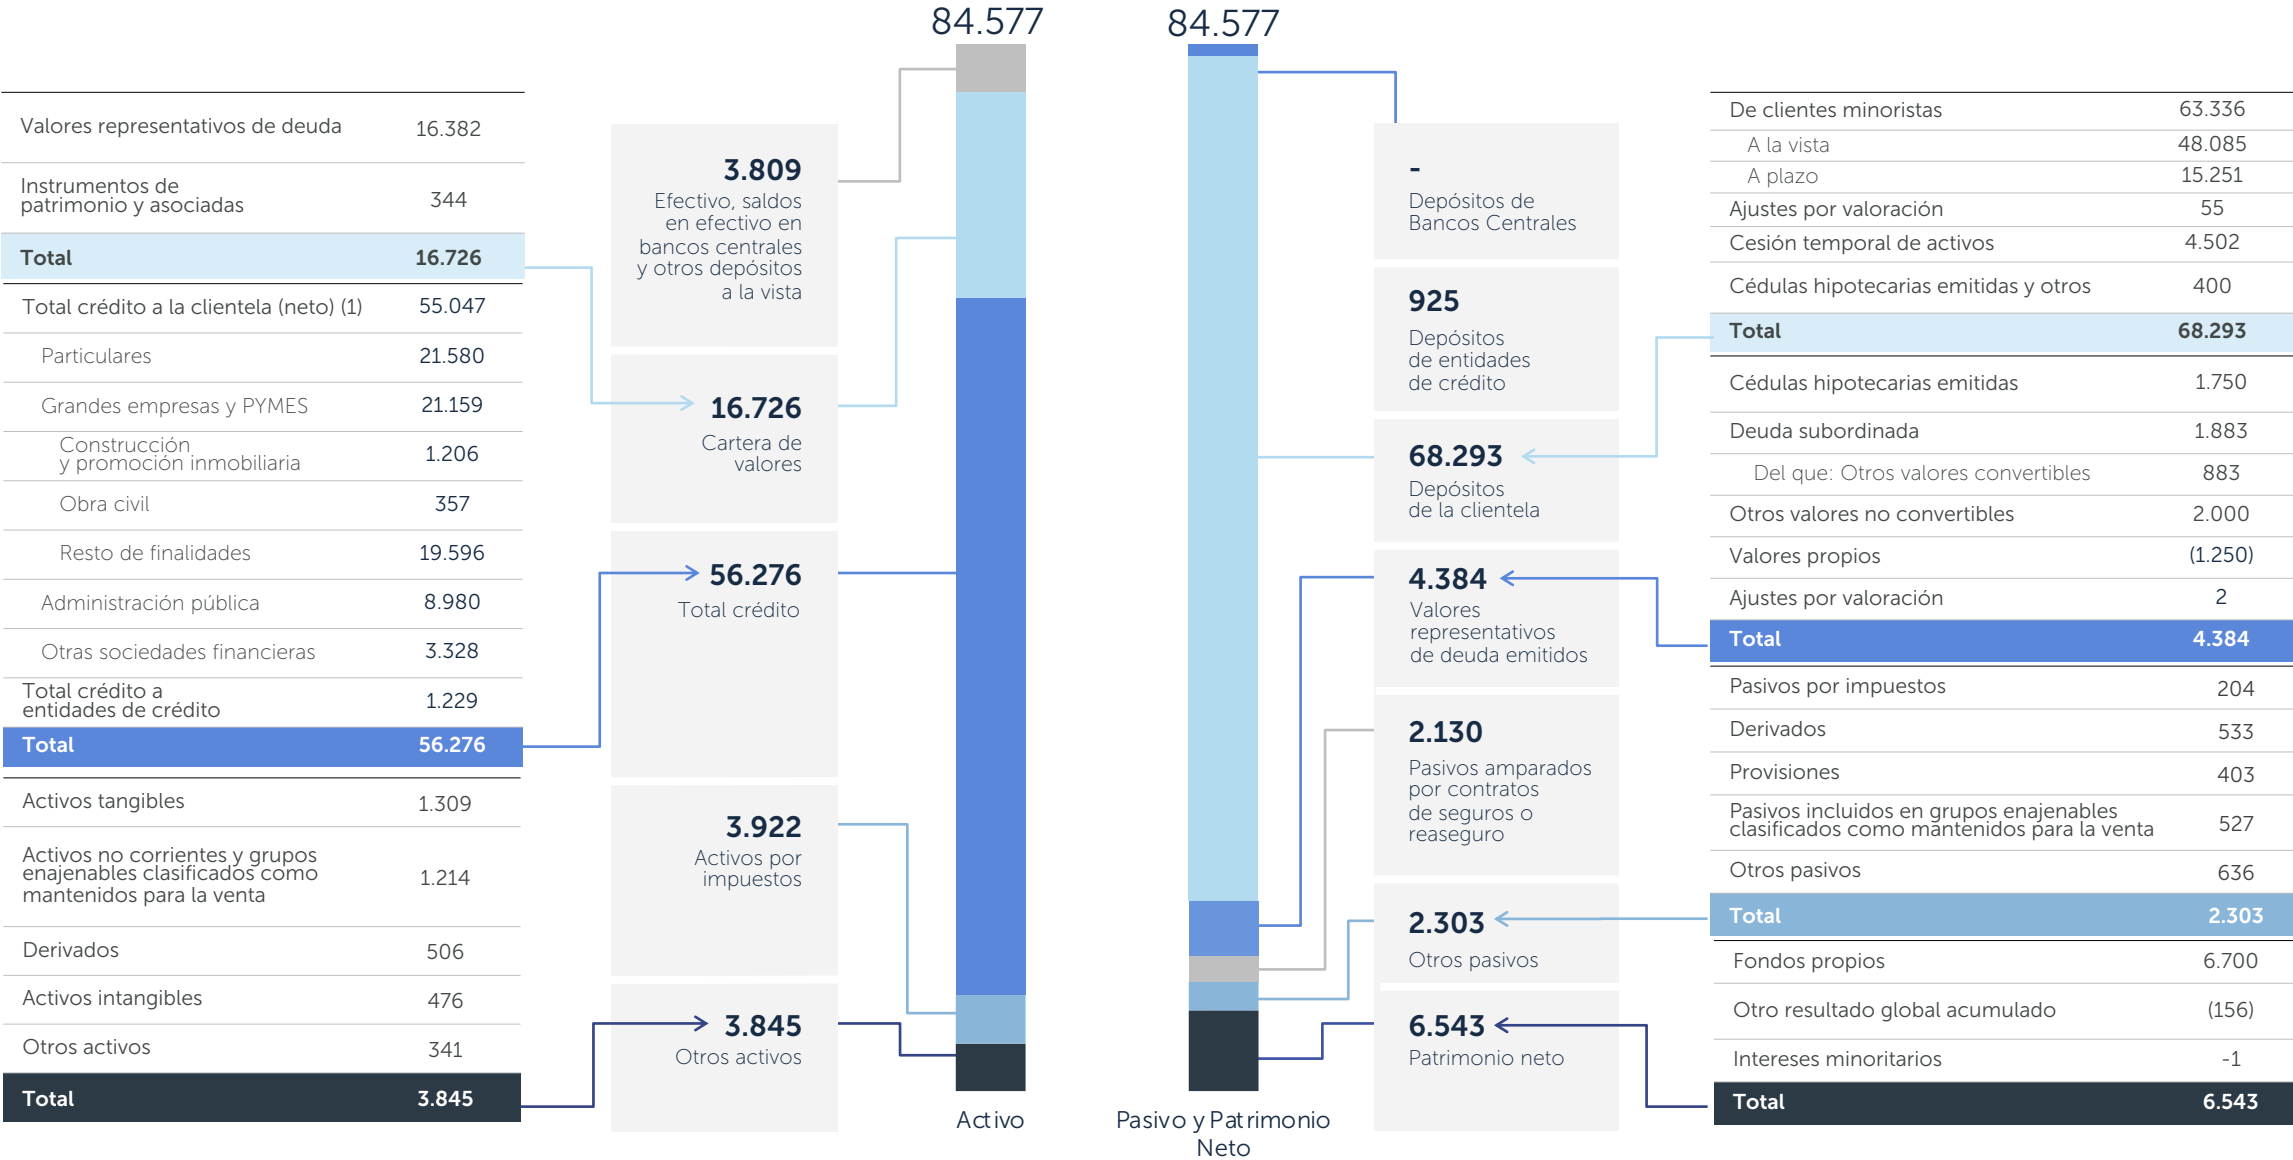 84.577
84.577
Valores representativos de deuda 16.382
Instrumentos de
patrimonio y asociadas 344
Total 16.726
Total crédito a la clientela (neto) (1) 55.047
Particulares 21.580
Grandes empresas y PYMES 21.159
Construcción
y promoción inmobiliaria 1.206
Obra civil 357
Resto de finalidades 19.596
Administración pública 8.980
Otras sociedades financieras 3.328
Total crédito a
entidades de crédito 1.229
Total 56.276
Activos tangibles 1.309
Activos no corrientes y grupos
enajenables clasificados como
mantenidos para la venta 1.214
Derivados 506
Activos intangibles 476
Otros activos 341
Total 3.845
3.809
Efectivo, saldos
en efectivo en
bancos centrales
y otros depósitos
a la vista
16.726
Cartera de
valores
56.276
Total crédito
3.922
Activos por
impuestos
3.845
Otros activos
Activo
Pasivo y Patrimonio
Neto
-
Depósitos de
Bancos Centrales
925
Depósitos
de entidades
de crédito
68.293
Depósitos
de la clientela
4.384
Valores
representativos
de deuda emitidos
2.130
Pasivos amparados
por contratos
de seguros o
reaseguro
2.303
Otros pasivos
6.543
Patrimonio neto
De clientes minoristas 63.336
A la vista 48.085
A plazo 15.251
Ajustes por valoración 55
Cesión temporal de activos 4.502
Cédulas hipotecarias emitidas y otros 400
Total 68.293
Cédulas hipotecarias emitidas 1.750
Deuda subordinada 1.883
Del que: Otros valores convertibles 883
Otros valores no convertibles 2.000
Valores propios (1.250)
Ajustes por valoración 2
Total 4.384
Pasivos por impuestos 204
Derivados 533
Provisiones 403
Pasivos incluidos en grupos enajenables
clasificados como mantenidos para la venta 527
Otros pasivos 636
Total 2.303
Fondos propios 6.700
Otro resultado global acumulado (156)
Intereses minoritarios -1
Total 6.543